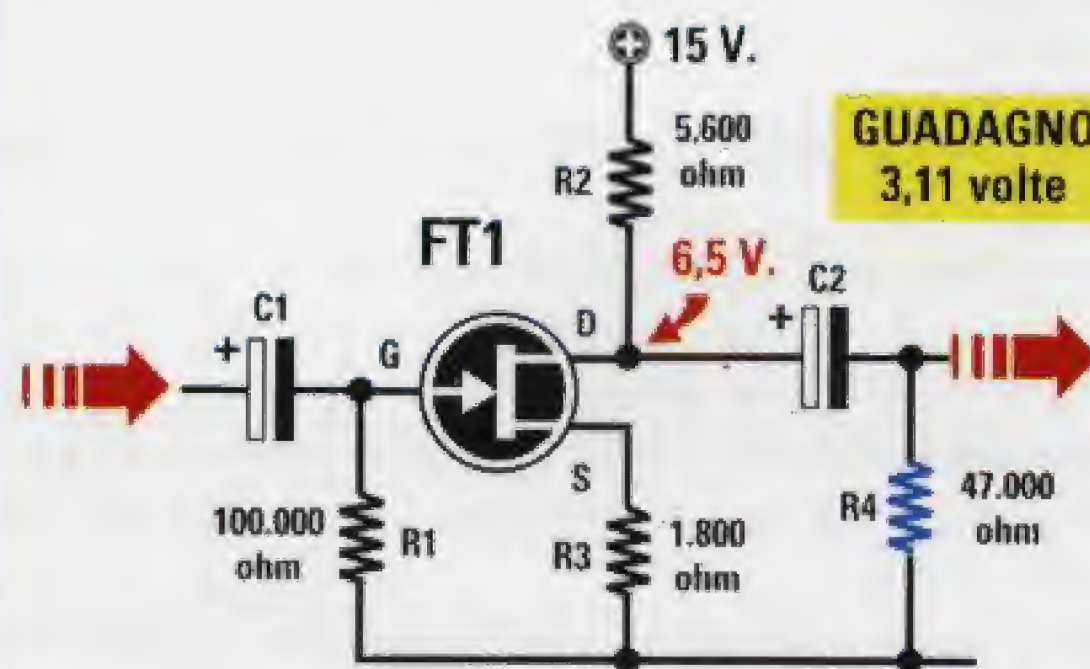 15 V.
5.600
ohm
R2
GUADAGNO
3,11 volte
FT1
6,5 V.
C1
+
G
D
C2
+
S
100.000
ohm
R1
R3
1.800
ohm
R4
47.000
ohm